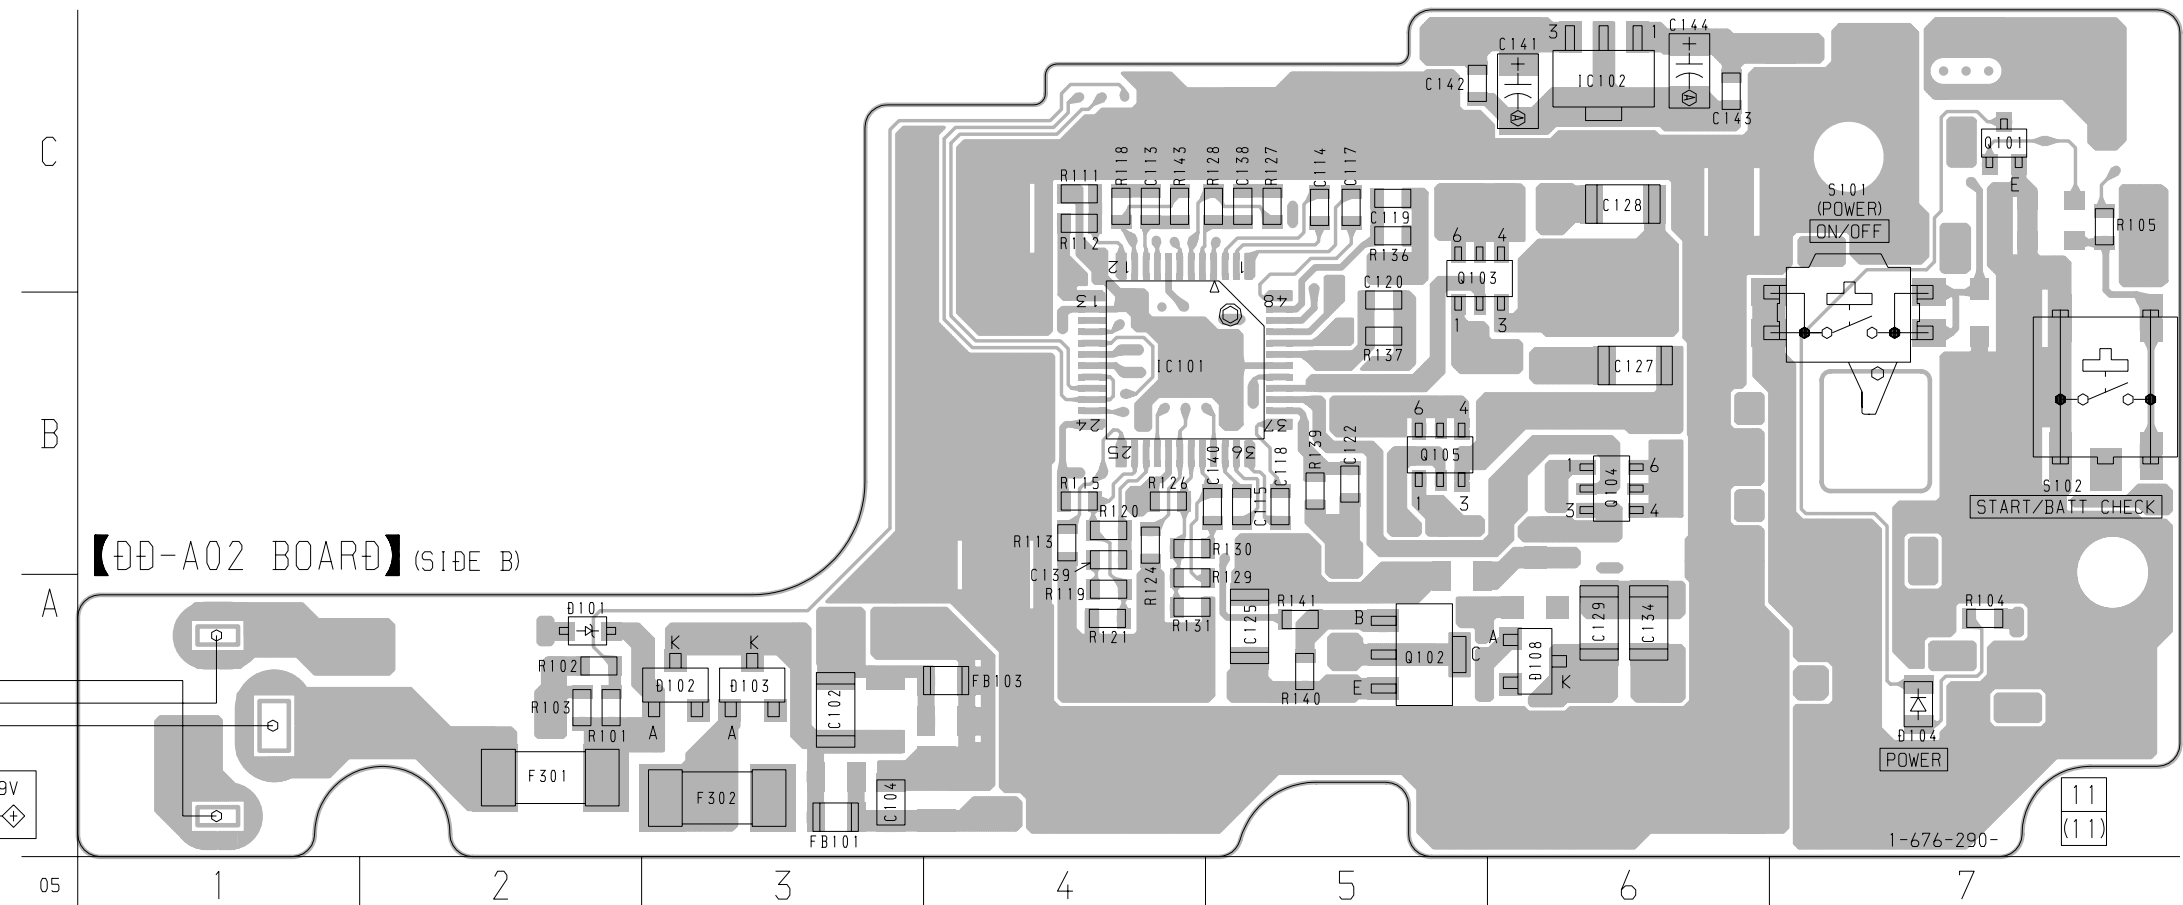 C141
3
1
C144
C142
IC102
C143
C
Q101
E
R118
C113
R143
R128
C138
R127
C114
C117
R111
R112
C119
R136
C128
S101
(POWER)
ON/OFF
R105
12
1
6
4
Q103
1
3
13
48
C120
R137
IC101
C127
B
24
37
25
36
6
4
Q105
1
3
1
6
Q104
3
4
R139
C122
C140
C118
C115
R115
R126
R120
S102
START/BATT CHECK
【DD-A02 BOARD】(SIDE B)
R113
R130
C139
R129
R124
R119
R121
R131
A
D101
R102
R103
R101
K
D102
A
K
D103
A
C102
FB103
C125
R141
R140
B
Q102
C
E
A
D108
K
C129
C134
R104
D104
POWER
F301
F302
C104
FB101
9V
11
(11)
1-676-290-
05
1
2
3
4
5
6
7